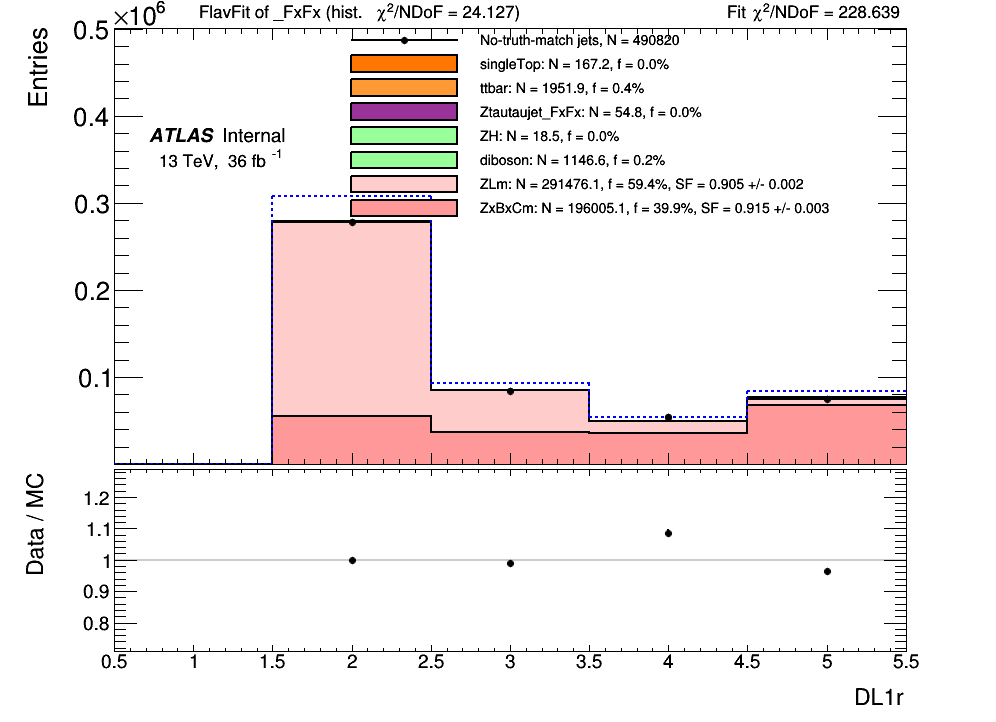 ×10⁶ FlavFit of _FxFx (hist. χ²/NDoF = 24.127) Fit χ²/NDoF = 228.639
Entries
0.5
0.4
0.3
0.2
0.1
ATLAS Internal
13 TeV, 36 fb⁻¹
No-truth-match jets, N = 490820
singleTop: N = 167.2, f = 0.0%
ttbar: N = 1951.9, f = 0.4%
Ztautaujet_FxFx: N = 54.8, f = 0.0%
ZH: N = 18.5, f = 0.0%
diboson: N = 1146.6, f = 0.2%
ZLm: N = 291476.1, f = 59.4%, SF = 0.905 +/- 0.002
ZxBxCm: N = 196005.1, f = 39.9%, SF = 0.915 +/- 0.003
Data / MC
1.2
1.1
1
0.9
0.8
0.5 1 1.5 2 2.5 3 3.5 4 4.5 5 5.5
DL1r